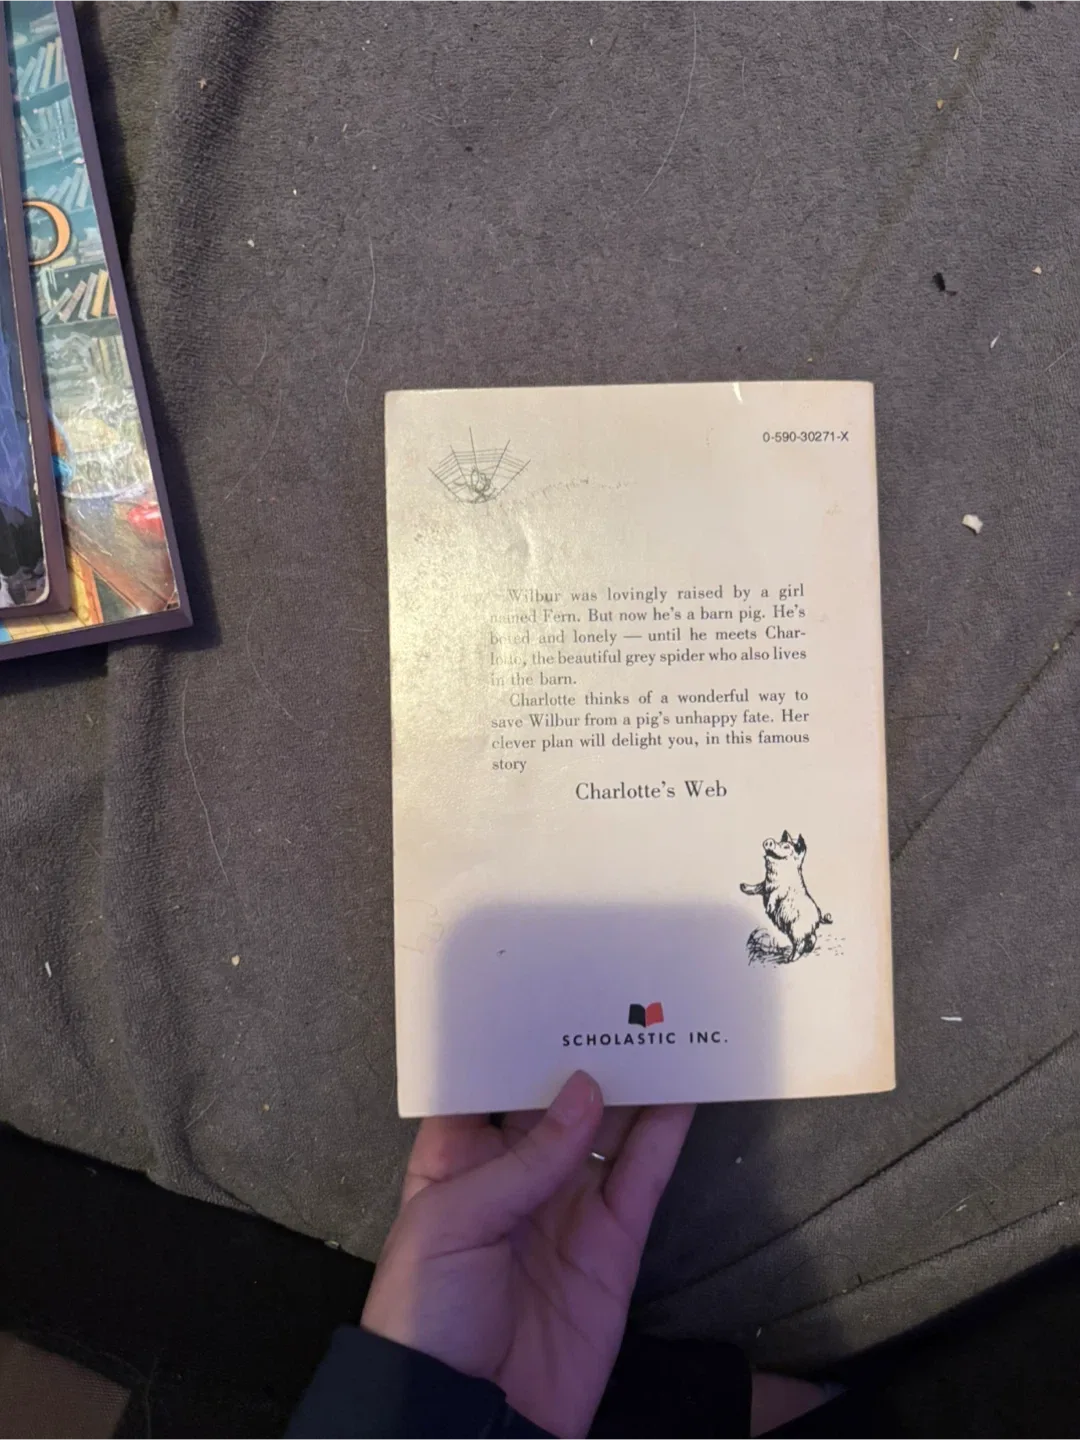 O
0-590-30271-X
Wilbur was lovingly raised by a girl
named Fern. But now he's a barn pig. He's
bored and lonely — until he meets Char-
lotte, the beautiful grey spider who also lives
in the barn.
Charlotte thinks of a wonderful way to
save Wilbur from a pig's unhappy fate. Her
clever plan will delight you, in this famous
story
Charlotte's Web
SCHOLASTIC INC.